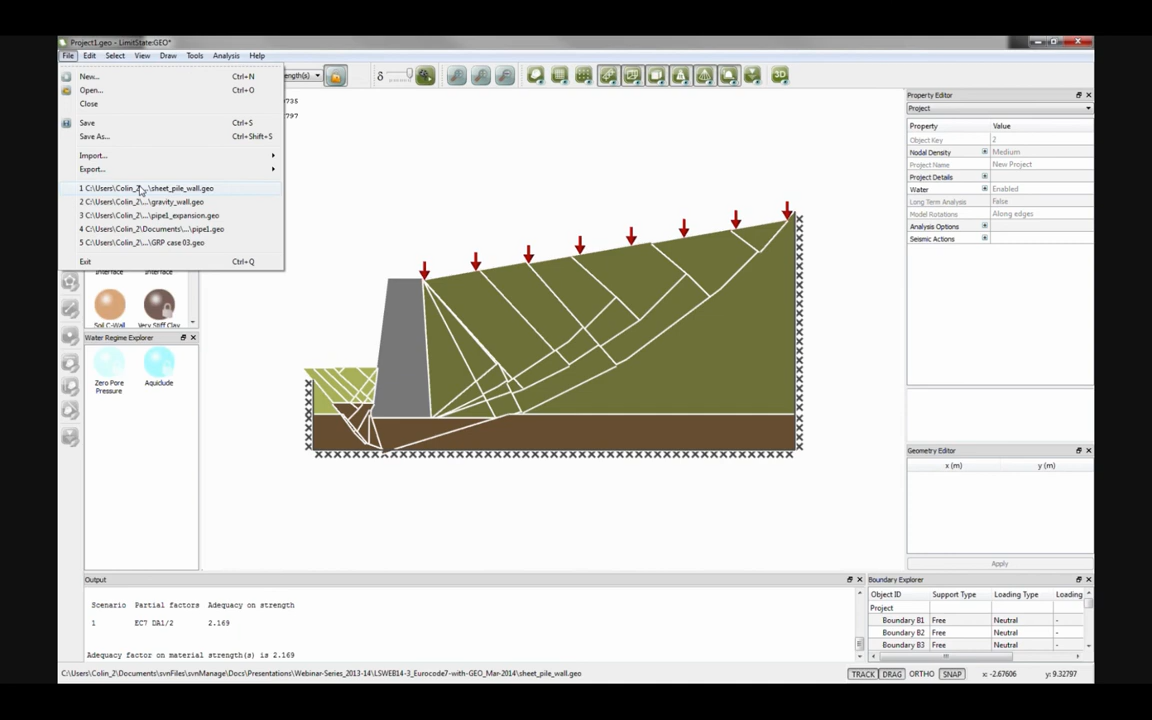 Project1.geo - LimitState:GEO*
File Edit Select View Draw Tools Analysis Help
New... Ctrl+N
Open... Ctrl+O
Close
Save Ctrl+S
Save As... Ctrl+Shift+S
Import...
Export...
1 C:\Users\Colin_2\...\sheet_pile_wall.geo
2 C:\Users\Colin_2\...\gravity_wall.geo
3 C:\Users\Colin_2\...\pipe1_expansion.geo
4 C:\Users\Colin_2\Documents\...\pipe1.geo
5 C:\Users\Colin_2\...\GRP case 03.geo
Exit Ctrl+Q
ength(s)
δ
3D
735
797
Interface Interface
Soil C-Wall Very Stiff Clay
Water Regime Explorer
Zero Pore Pressure
Aquiclude
Property Editor
Project
Property Value
Object Key 2
Nodal Density Medium
Project Name New Project
Project Details
Water Enabled
Long Term Analysis False
Model Rotations Along edges
Analysis Options
Seismic Actions
Geometry Editor
x (m) y (m)
Apply
Output
Scenario Partial factors Adequacy on strength
1 EC7 DA1/2 2.169
Adequacy factor on material strength(s) is 2.169
Boundary Explorer
Object ID Support Type Loading Type Loading
Project
Boundary B1 Free Neutral -
Boundary B2 Free Neutral -
Boundary B3 Free Neutral -
C:\Users\Colin_2\Documents\svnFiles\svnManage\Docs\Presentations\Webinar-Series_2013-14\LSWEB14-3_Eurocode7-with-GEO_Mar-2014\sheet_pile_wall.geo
TRACK DRAG ORTHO SNAP x: -2.67606 y: 9.32797